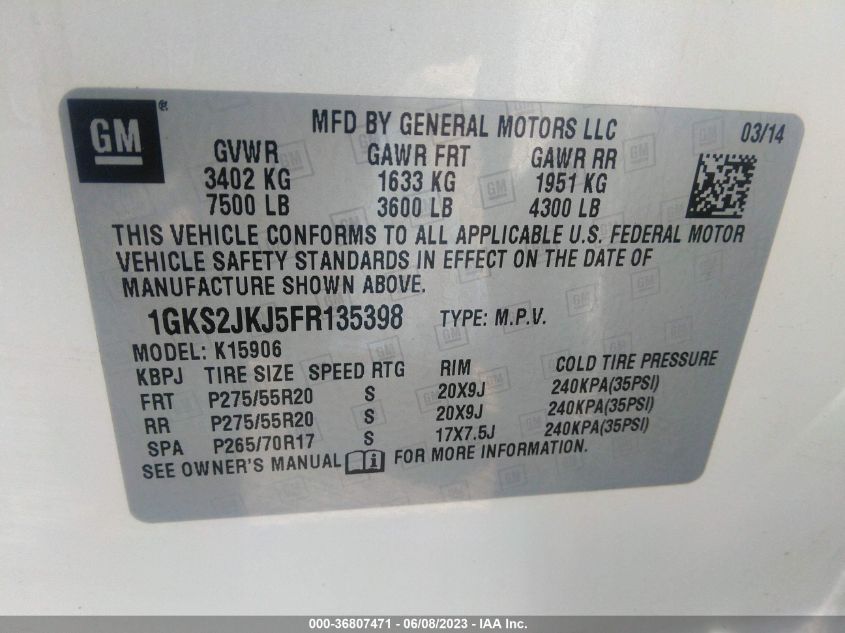 GM ®
MFD BY GENERAL MOTORS LLC 03/14
GVWR GAWR FRT GAWR RR
3402 KG 1633 KG 1951 KG
7500 LB 3600 LB 4300 LB
THIS VEHICLE CONFORMS TO ALL APPLICABLE U.S. FEDERAL MOTOR
VEHICLE SAFETY STANDARDS IN EFFECT ON THE DATE OF
MANUFACTURE SHOWN ABOVE.
1GKS2JKJ5FR135398 TYPE: M.P.V.
MODEL: K15906
KBPJ TIRE SIZE SPEED RTG RIM COLD TIRE PRESSURE
FRT P275/55R20 S 20X9J 240KPA(35PSI)
RR P275/55R20 S 20X9J 240KPA(35PSI)
SPA P265/70R17 S 17X7.5J 240KPA(35PSI)
SEE OWNER'S MANUAL i FOR MORE INFORMATION.
000-36807471 - 06/08/2023 - IAA Inc.